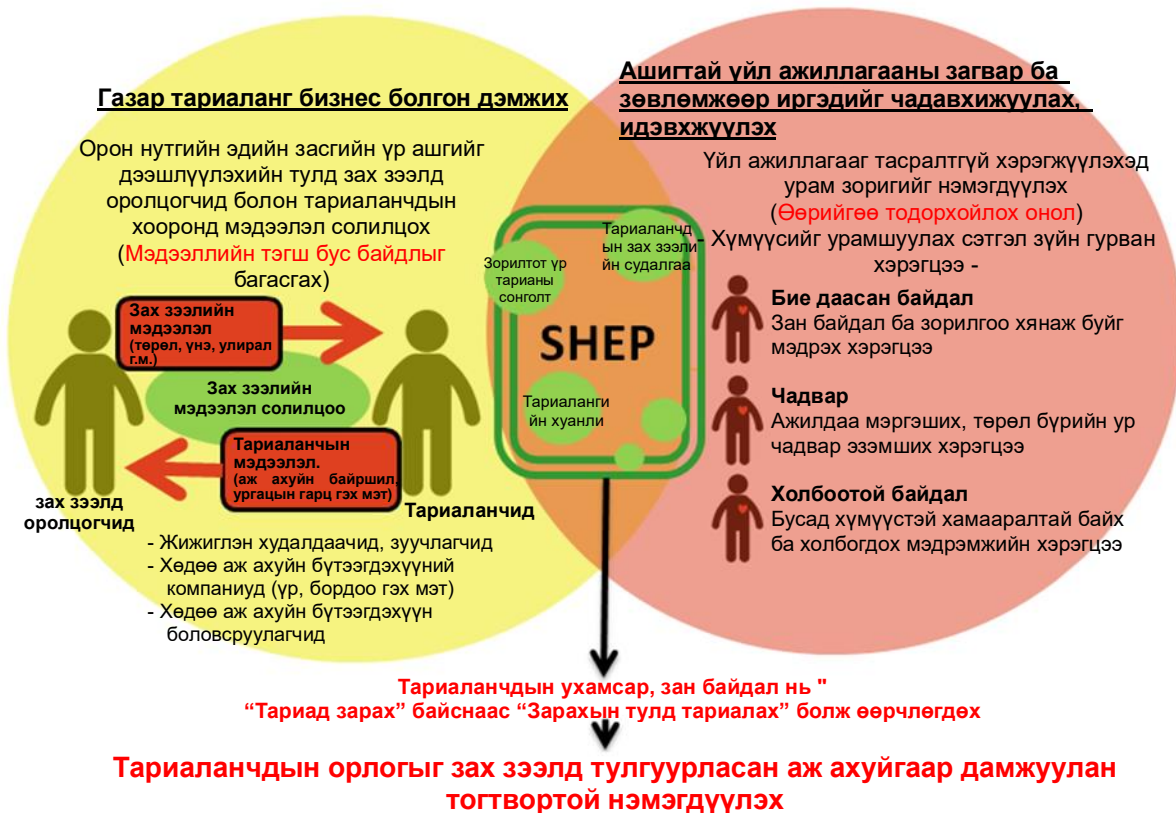 Газар тариаланг бизнес болгон дэмжих
Орон нутгийн эдийн засгийн үр ашгийг
дээшлүүлэхийн тулд зах зээлд
оролцогчид болон тариаланчдын
хооронд мэдээлэл солилцох
(Мэдээллийн тэгш бус байдлыг
багасгах)
Зах зээлийн
мэдээлэл
(төрөл, үнэ, улирал
г.м.)
Зах зээлийн
мэдээлэл солилцоо
Тариаланчын
мэдээлэл.
(аж ахуйн байршил,
ургацын гарц гэх мэт)
зах зээлд
оролцогчид
Тариаланчид
- Жижиглэн худалдаачид, зуучлагчид
- Хөдөө аж ахуйн бүтээгдэхүүний
компаниуд (үр, бордоо гэх мэт)
- Хөдөө аж ахуйн бүтээгдэхүүн
боловсруулагчид
Зорилтот үр
тарианы
сонголт
Тариаланчд
ын зах зээли
йн судалгаа
SHEP
Тариаланги
йн хуанли
Ашигтай үйл ажиллагааны загвар ба
зөвлөмжөөр иргэдийг чадавхижуулах,
идэвхжүүлэх
Үйл ажиллагааг тасралтгүй хэрэгжүүлэхэд
урам зоригийг нэмэгдүүлэх
(Өөрийгөө тодорхойлох онол)
- Хүмүүсийг урамшуулах сэтгэл зүйн гурван
хэрэгцээ -
Бие даасан байдал
Зан байдал ба зорилгоо хянаж буйг
мэдрэх хэрэгцээ
Чадвар
Ажилдаа мэргэших, төрөл бүрийн ур
чадвар эзэмших хэрэгцээ
Холбоотой байдал
Бусад хүмүүстэй хамааралтай байх
ба холбогдох мэдрэмжийн хэрэгцээ
Тариаланчдын ухамсар, зан байдал нь "
“Тариад зарах” байснаас “Зарахын тулд тариалах” болж өөрчлөгдөх
Тариаланчдын орлогыг зах зээлд тулгуурласан аж ахуйгаар дамжуулан
тогтвортой нэмэгдүүлэх